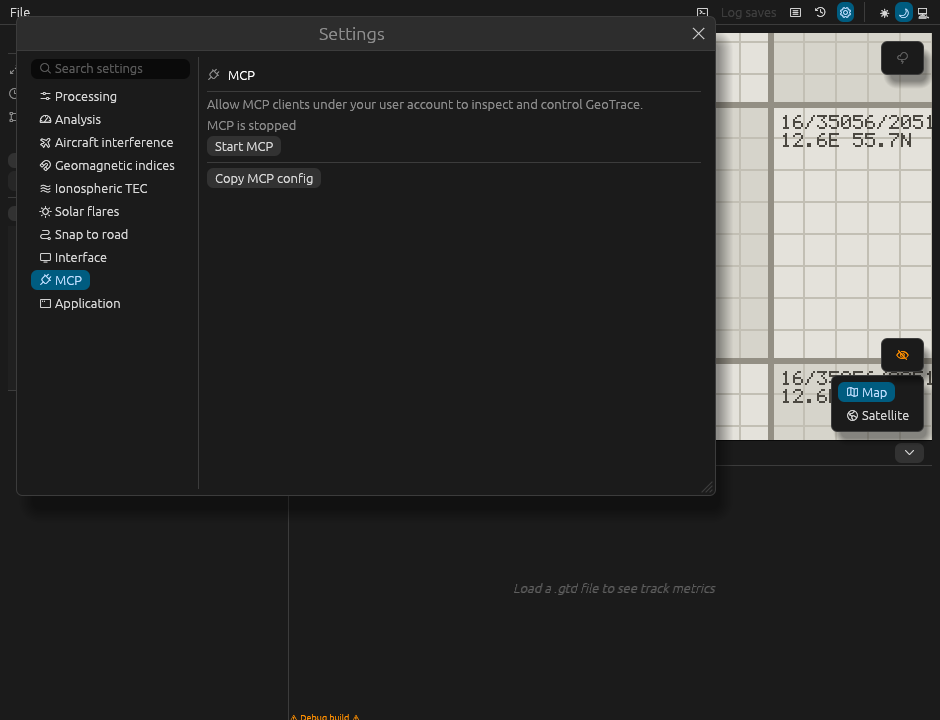 File
Log saves
Settings
Search settings
Processing
Analysis
Aircraft interference
Geomagnetic indices
Ionospheric TEC
Solar flares
Snap to road
Interface
MCP
Application
MCP
Allow MCP clients under your user account to inspect and control GeoTrace.
MCP is stopped
Start MCP
Copy MCP config
16/35056/2051
12.6E 55.7N
Map
Satellite
Load a .gtd file to see track metrics
⚠ Debug build ⚠